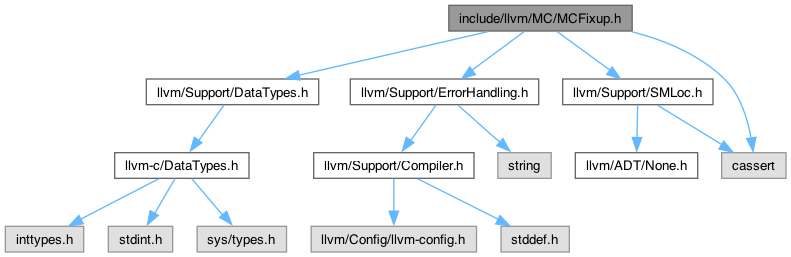 include/llvm/MC/MCFixup.h
llvm/Support/DataTypes.h
llvm/Support/ErrorHandling.h
llvm/Support/SMLoc.h
llvm-c/DataTypes.h
llvm/Support/Compiler.h
string
llvm/ADT/None.h
cassert
inttypes.h
stdint.h
sys/types.h
llvm/Config/llvm-config.h
stddef.h